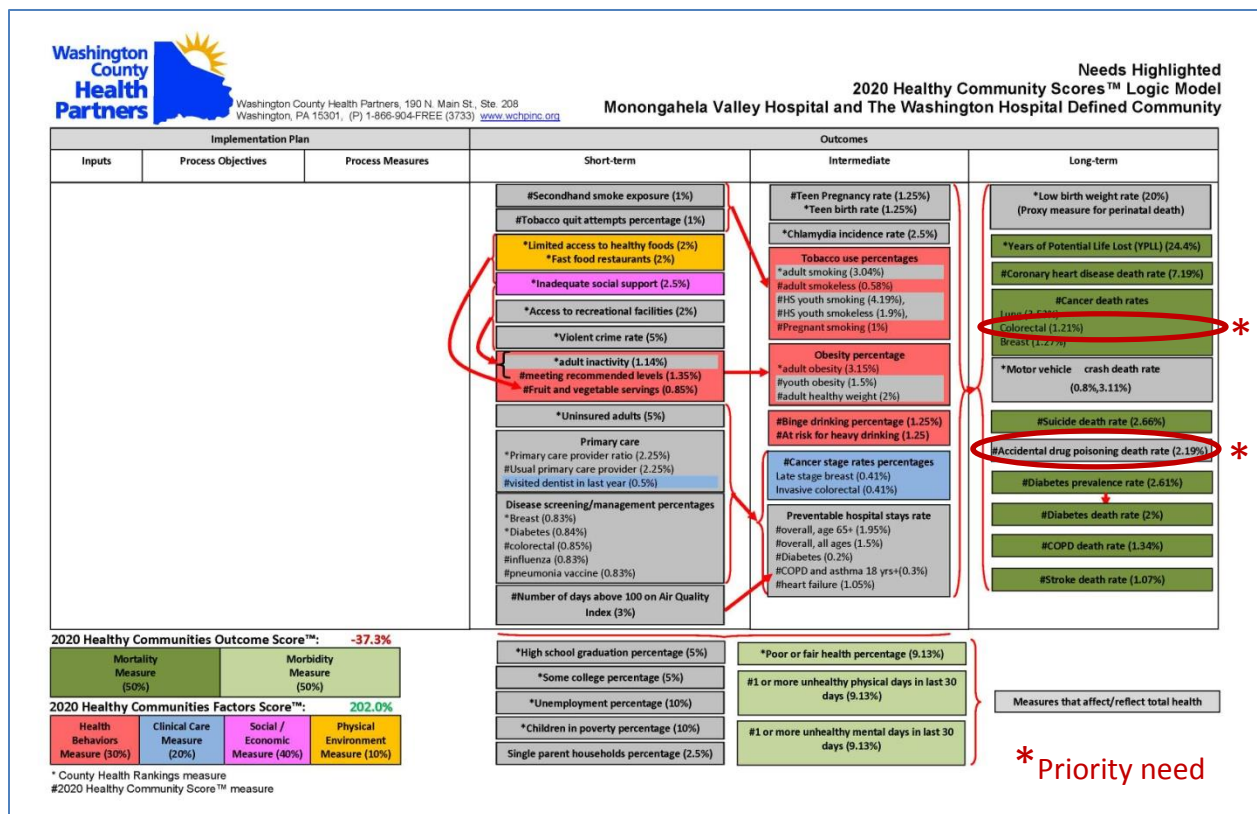 Washington
County
Health
Partners
Washington County Health Partners, 190 N. Main St., Ste. 208
Washington, PA 15301, (P) 1-866-904-FREE (3733) www.wchpinc.org
Needs Highlighted
2020 Healthy Community Scores™ Logic Model
Monongahela Valley Hospital and The Washington Hospital Defined Community
Implementation Plan
Outcomes
Inputs
Process Objectives
Process Measures
Short-term
Intermediate
Long-term
#Secondhand smoke exposure (1%)
#Tobacco quit attempts percentage (1%)
*Limited access to healthy foods (2%)
*Fast food restaurants (2%)
*Inadequate social support (2.5%)
*Access to recreational facilities (2%)
*Violent crime rate (5%)
*adult inactivity (1.14%)
#meeting recommended levels (1.35%)
#Fruit and vegetable servings (0.85%)
*Uninsured adults (5%)
Primary care
*Primary care provider ratio (2.25%)
#Usual primary care provider (2.25%)
#visited dentist in last year (0.5%)
Disease screening/management percentages
*Breast (0.83%)
*Diabetes (0.84%)
#colorectal (0.85%)
#influenza (0.83%)
#pneumonia vaccine (0.83%)
#Number of days above 100 on Air Quality
Index (3%)
#Teen Pregnancy rate (1.25%)
*Teen birth rate (1.25%)
*Chlamydia incidence rate (2.5%)
Tobacco use percentages
*adult smoking (3.04%)
#adult smokeless (0.58%)
#HS youth smoking (4.19%),
#HS youth smokeless (1.9%),
#Pregnant smoking (1%)
Obesity percentage
*adult obesity (3.15%)
#youth obesity (1.5%)
#adult healthy weight (2%)
#Binge drinking percentage (1.25%)
#At risk for heavy drinking (1.25)
#Cancer stage rates percentages
Late stage breast (0.41%)
Invasive colorectal (0.41%)
Preventable hospital stays rate
#overall, age 65+ (1.95%)
#overall, all ages (1.5%)
#Diabetes (0.2%)
#COPD and asthma 18 yrs+(0.3%)
#heart failure (1.05%)
*Low birth weight rate (20%)
(Proxy measure for perinatal death)
*Years of Potential Life Lost (YPLL) (24.4%)
#Coronary heart disease death rate (7.19%)
#Cancer death rates
Lung
Colorectal (1.21%)
*
Breast (1.27%)
*Motor vehicle crash death rate
(0.8%,3.11%)
#Suicide death rate (2.66%)
#Accidental drug poisoning death rate (2.19%)
*
#Diabetes prevalence rate (2.61%)
#Diabetes death rate (2%)
#COPD death rate (1.34%)
#Stroke death rate (1.07%)
2020 Healthy Communities Outcome Score™: -37.3%
Mortality
Measure
(50%)
Morbidity
Measure
(50%)
2020 Healthy Communities Factors Score™: 202.0%
Health
Behaviors
Measure (30%)
Clinical Care
Measure
(20%)
Social /
Economic
Measure (40%)
Physical
Environment
Measure (10%)
* County Health Rankings measure
#2020 Healthy Community Score™ measure
*High school graduation percentage (5%)
*Some college percentage (5%)
*Unemployment percentage (10%)
*Children in poverty percentage (10%)
Single parent households percentage (2.5%)
*Poor or fair health percentage (9.13%)
#1 or more unhealthy physical days in last 30
days (9.13%)
#1 or more unhealthy mental days in last 30
days (9.13%)
Measures that affect/reflect total health
*Priority need